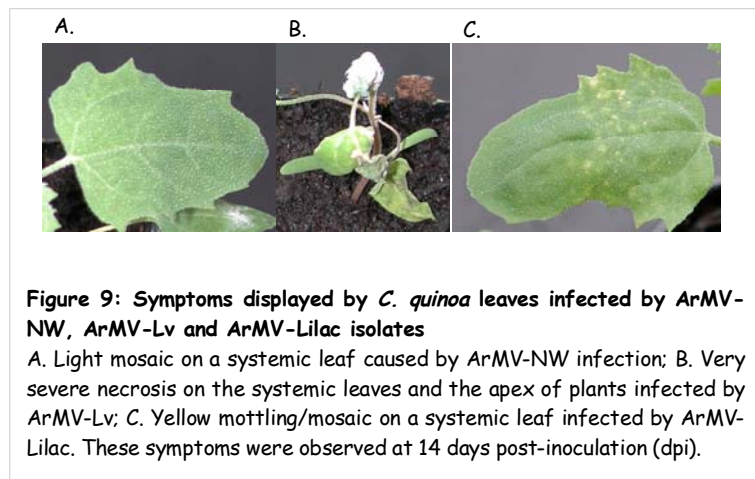 A. B. C.
Figure 9: Symptoms displayed by C. quinoa leaves infected by ArMV-
NW, ArMV-Lv and ArMV-Lilac isolates
A. Light mosaic on a systemic leaf caused by ArMV-NW infection; B. Very
severe necrosis on the systemic leaves and the apex of plants infected by
ArMV-Lv; C. Yellow mottling/mosaic on a systemic leaf infected by ArMV-
Lilac. These symptoms were observed at 14 days post-inoculation (dpi).